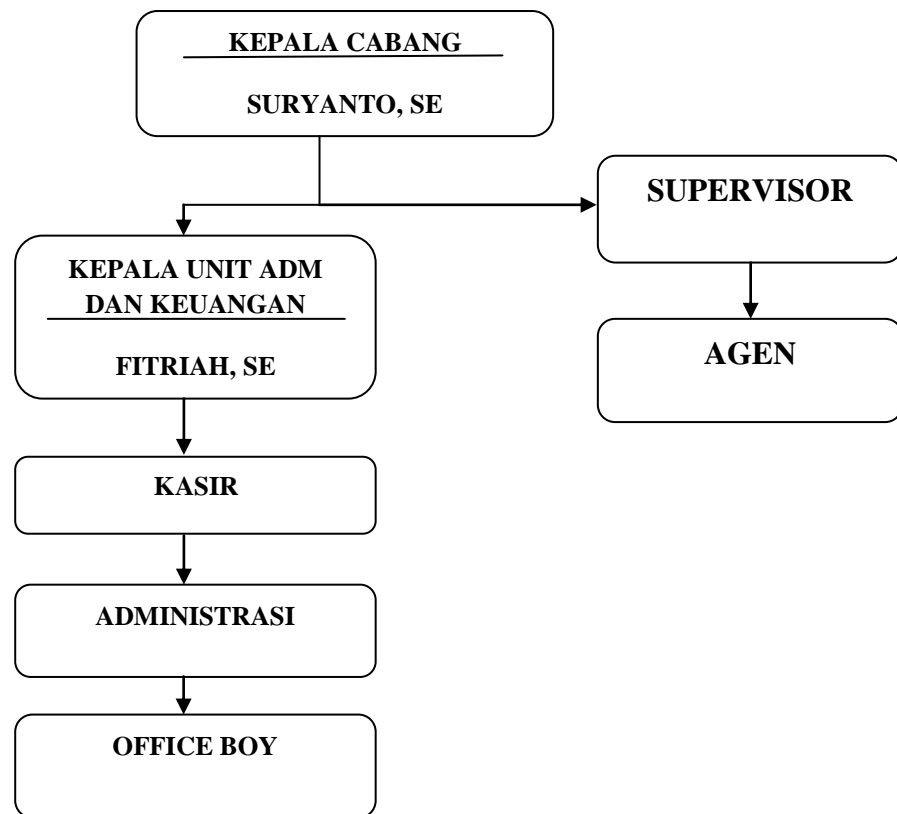 KEPALA CABANG
SURYANTO, SE
SUPERVISOR
KEPALA UNIT ADM
DAN KEUANGAN
FITRIAH, SE
AGEN
KASIR
ADMINISTRASI
OFFICE BOY